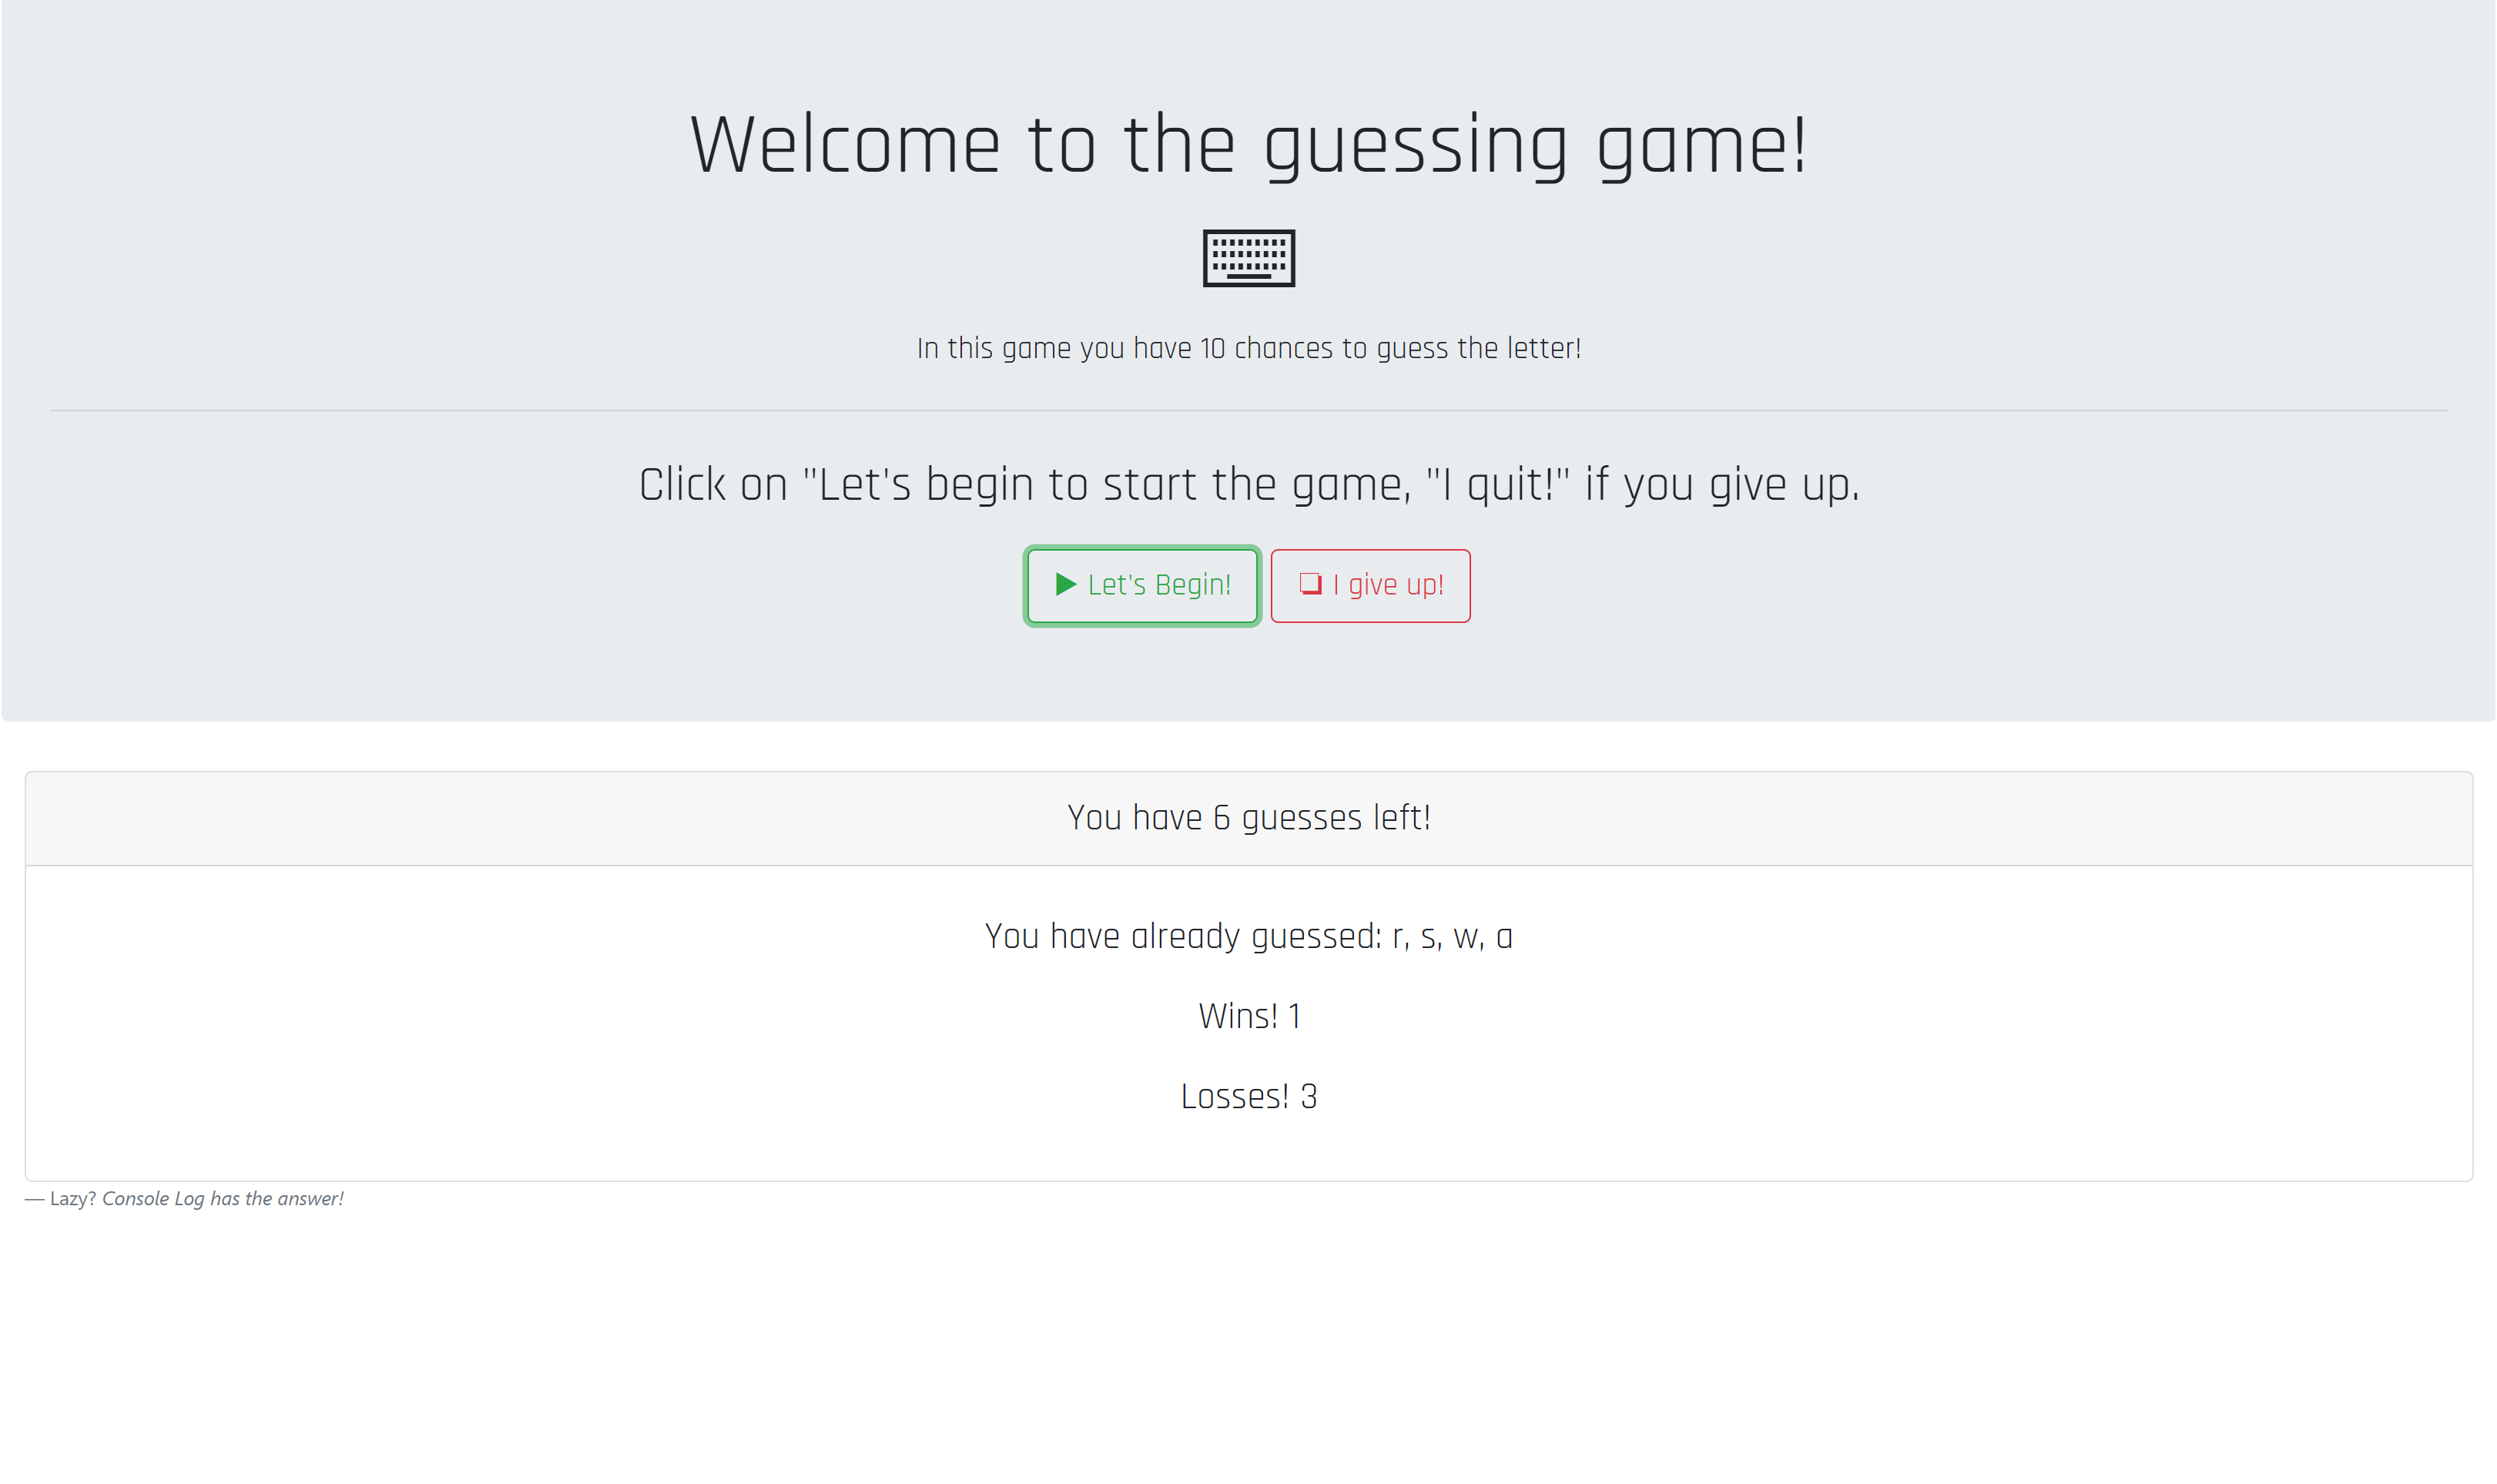 Welcome to the guessing game!
In this game you have 10 chances to guess the letter!
Click on "Let's begin to start the game, "I quit!" if you give up.
▶ Let's Begin!
❏ I give up!
You have 6 guesses left!
You have already guessed: r, s, w, a
Wins! 1
Losses! 3
— Lazy? Console Log has the answer!